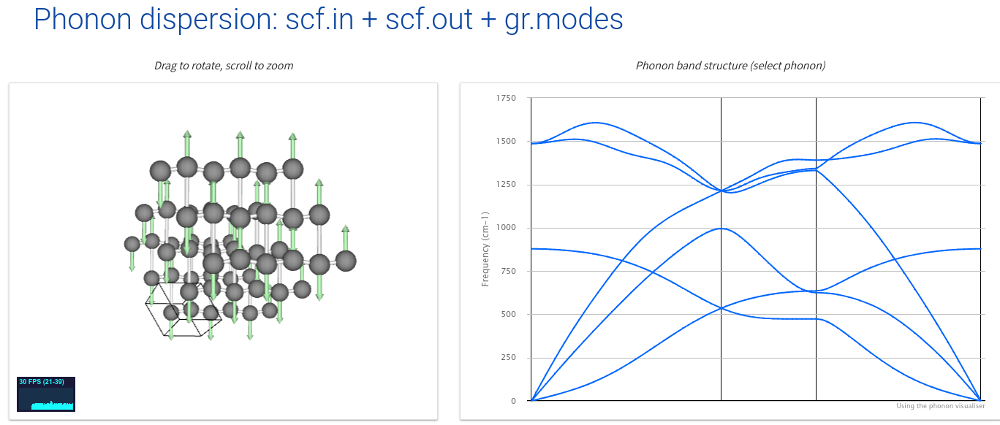 Phonon dispersion: scf.in + scf.out + gr.modes
Drag to rotate, scroll to zoom
Phonon band structure (select phonon)
1750
1500
1250
1000
750
500
250
0
Frequency (cm−1)
30 FPS (21-39)
Using the phonon visualiser